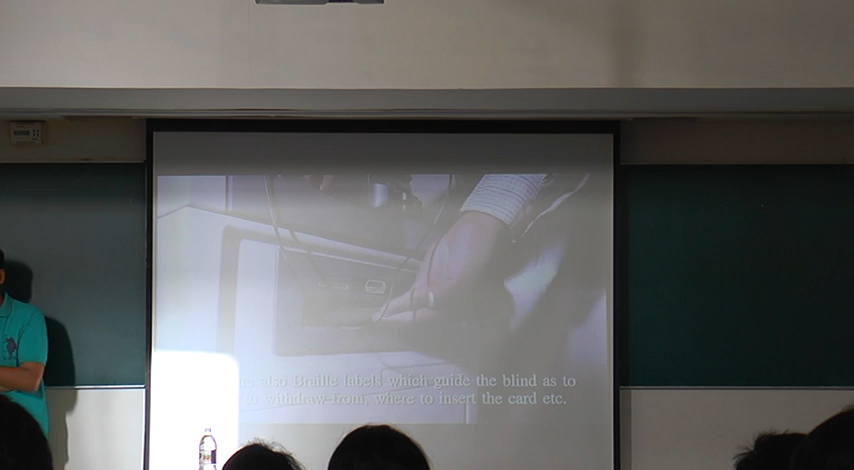 also Braille labels which guide the blind as to
withdraw-from, where to insert the card etc.